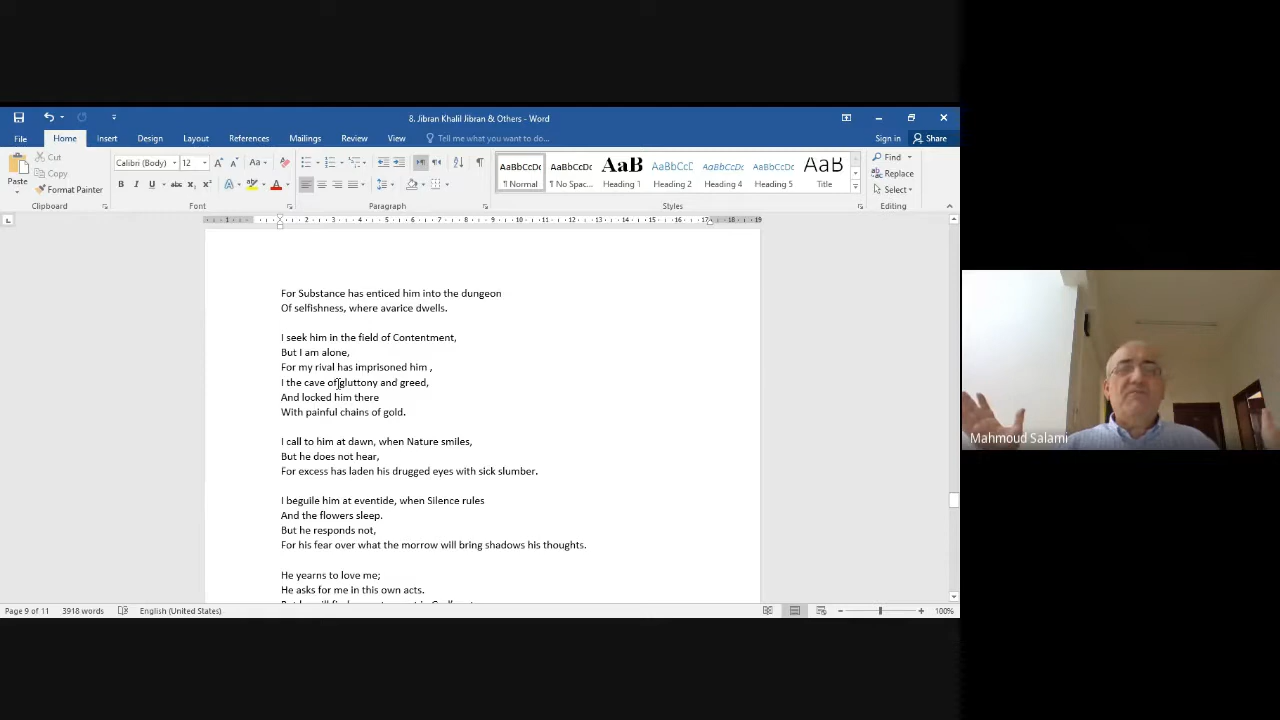 8. Jibran Khalil Jibran & Others - Word
File
Home
Insert
Design
Layout
References
Mailings
Review
View
Tell me what you want to do...
Sign in
Share
Paste
Cut
Copy
Format Painter
Clipboard
Calibri (Body)
12
Font
Paragraph
AaBbCcDc
¶ Normal
AaBbCcDc
¶ No Spac...
AaB
Heading 1
AaBbCcC
Heading 2
AaBbCcDc
Heading 4
AaBbCcDc
Heading 5
AaB
Title
Styles
Find
Replace
Select
Editing
For Substance has enticed him into the dungeon
Of selfishness, where avarice dwells.
I seek him in the field of Contentment,
But I am alone,
For my rival has imprisoned him ,
I the cave of gluttony and greed,
And locked him there
With painful chains of gold.
I call to him at dawn, when Nature smiles,
But he does not hear,
For excess has laden his drugged eyes with sick slumber.
I beguile him at eventide, when Silence rules
And the flowers sleep.
But he responds not,
For his fear over what the morrow will bring shadows his thoughts.
He yearns to love me;
He asks for me in this own acts.
Page 9 of 11
3918 words
English (United States)
100%
Mahmoud Salami